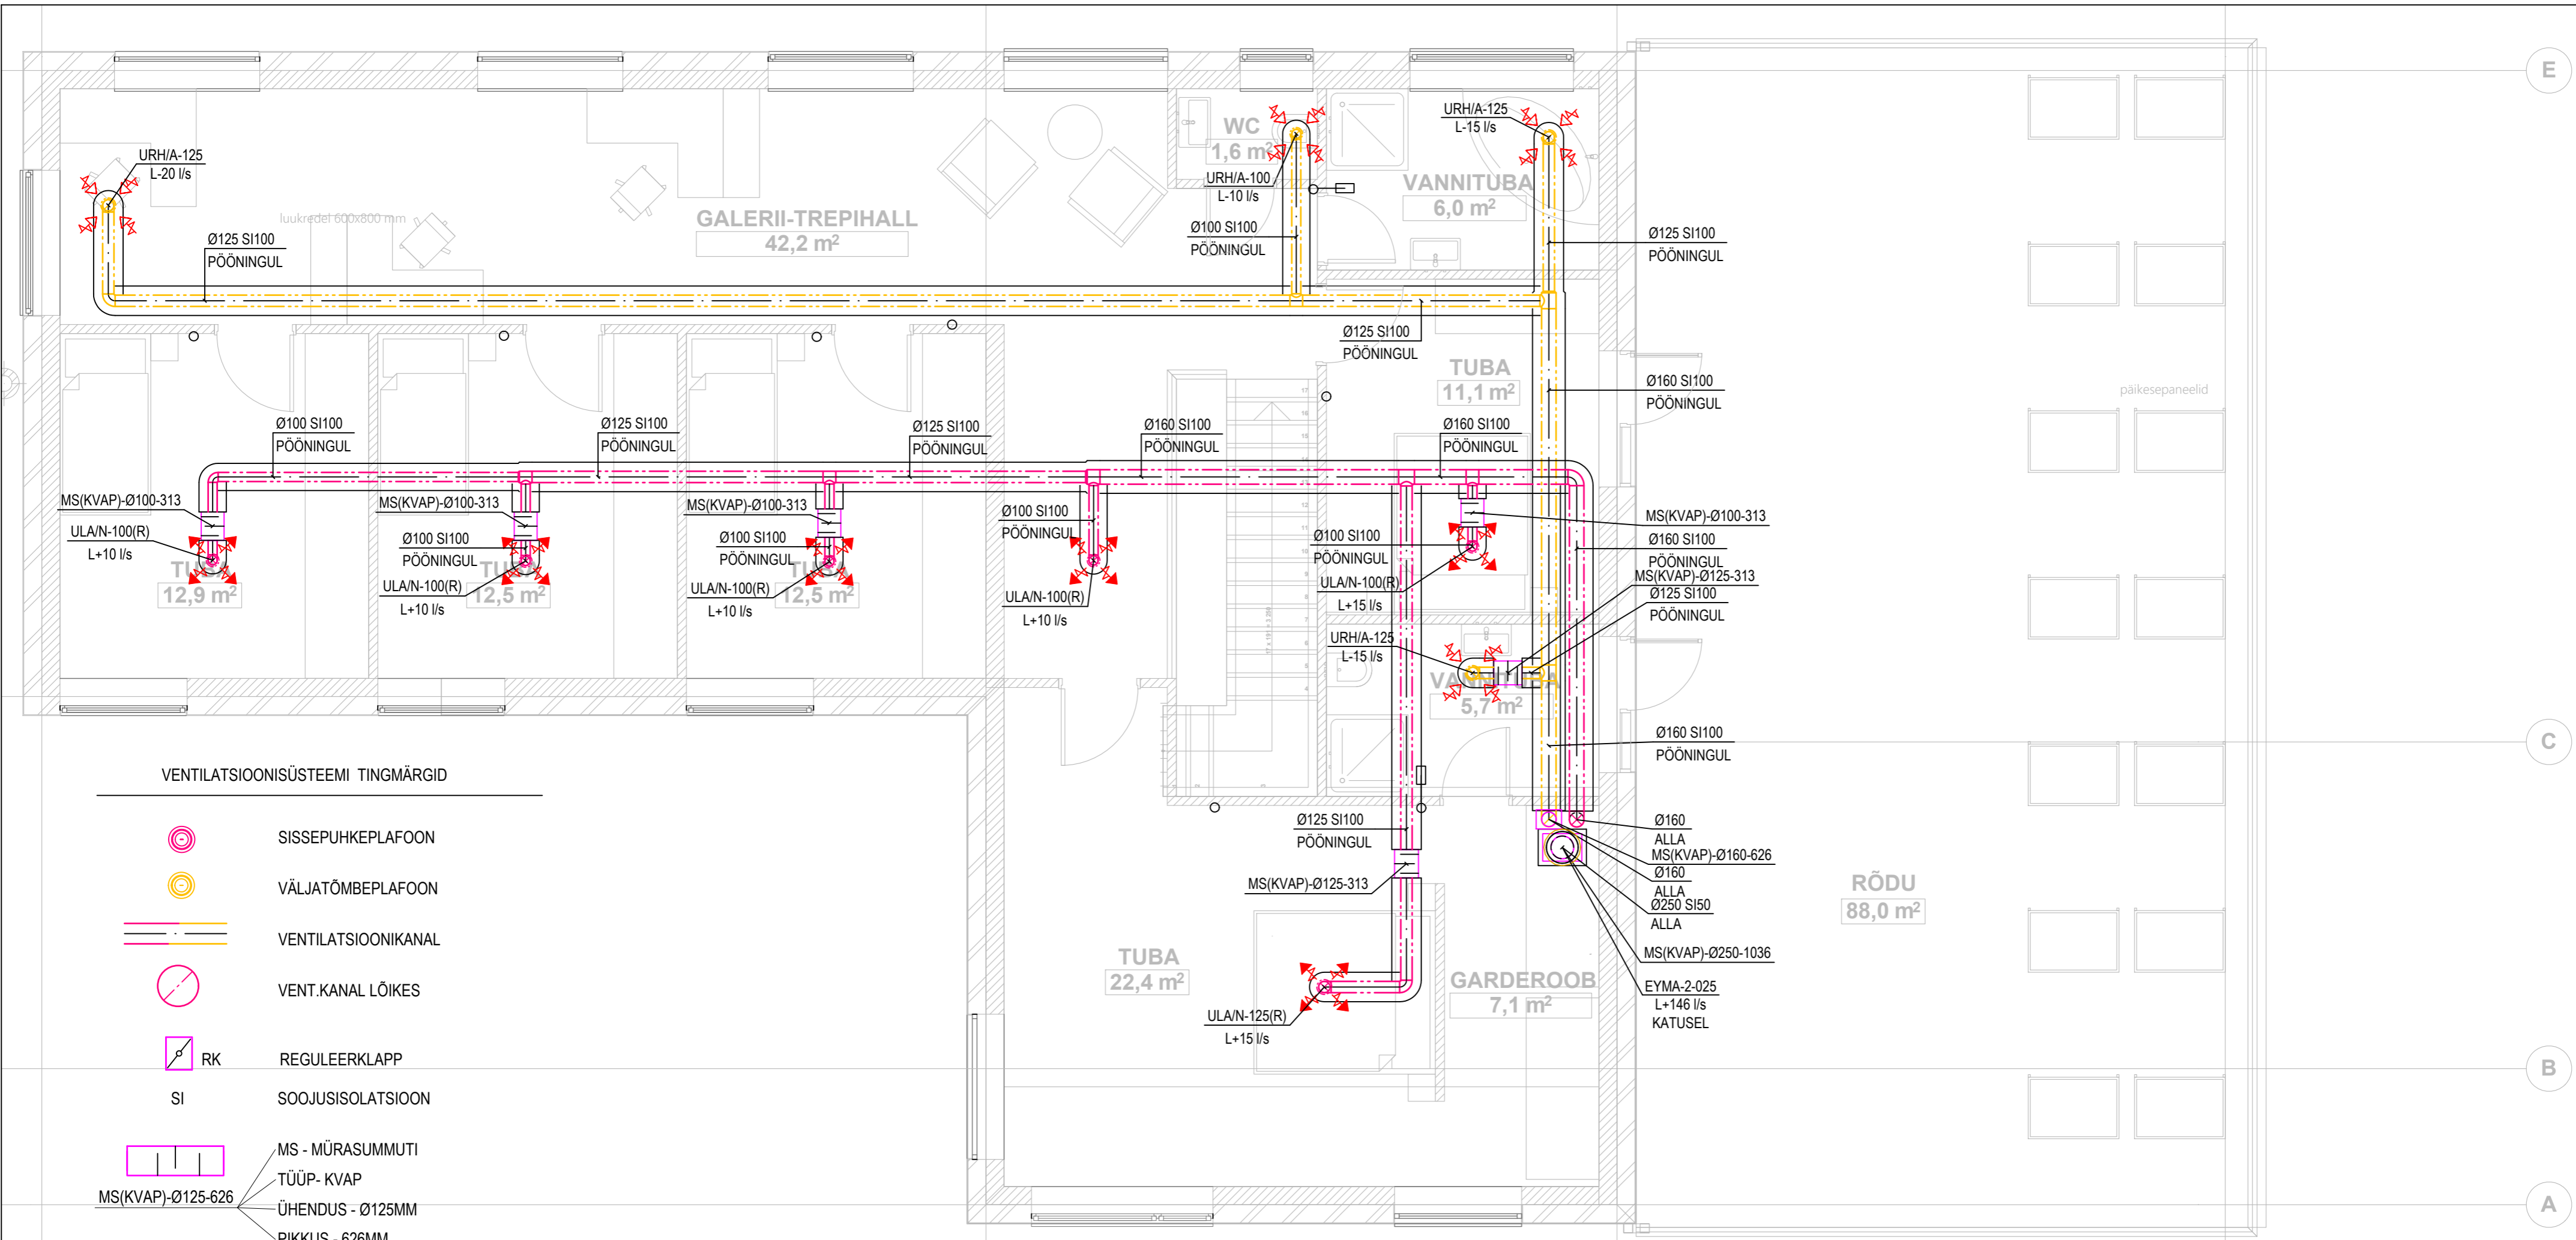 E
URH/A-125
L-20 l/s
luukredel 600x800 mm
Ø125 SI100
PÖÖNINGUL
GALERII-TREPIHALL
42,2 m²
WC
1,6 m²
URH/A-100
L-10 l/s
Ø100 SI100
PÖÖNINGUL
URH/A-125
L-15 l/s
VANNITUBA
6,0 m²
Ø125 SI100
PÖÖNINGUL
Ø125 SI100
PÖÖNINGUL
TUBA
11,1 m²
Ø160 SI100
PÖÖNINGUL
päikesepaneelid
Ø100 SI100
PÖÖNINGUL
Ø125 SI100
PÖÖNINGUL
Ø125 SI100
PÖÖNINGUL
Ø160 SI100
PÖÖNINGUL
Ø160 SI100
PÖÖNINGUL
MS(KVAP)-Ø100-313
ULA/N-100(R)
L+10 l/s
TUBA
12,9 m²
MS(KVAP)-Ø100-313
Ø100 SI100
PÖÖNINGUL
ULA/N-100(R)
L+10 l/s
TUBA
12,5 m²
MS(KVAP)-Ø100-313
Ø100 SI100
PÖÖNINGUL
ULA/N-100(R)
L+10 l/s
TUBA
12,5 m²
Ø100 SI100
PÖÖNINGUL
ULA/N-100(R)
L+10 l/s
17 x 191 = 3 250
Ø100 SI100
PÖÖNINGUL
ULA/N-100(R)
L+15 l/s
MS(KVAP)-Ø100-313
Ø160 SI100
PÖÖNINGUL
MS(KVAP)-Ø125-313
Ø125 SI100
PÖÖNINGUL
URH/A-125
L-15 l/s
VANNITUBA
5,7 m²
Ø160 SI100
PÖÖNINGUL
C
Ø125 SI100
PÖÖNINGUL
MS(KVAP)-Ø125-313
Ø160
ALLA
MS(KVAP)-Ø160-626
Ø160
ALLA
Ø250 SI50
ALLA
MS(KVAP)-Ø250-1036
EYMA-2-025
L+146 l/s
KATUSEL
RÕDU
88,0 m²
TUBA
22,4 m²
ULA/N-125(R)
L+15 l/s
GARDEROOB
7,1 m²
B
A
VENTILATSIOONISÜSTEEMI TINGMÄRGID
SISSEPUHKEPLAFOON
VÄLJATÕMBEPLAFOON
VENTILATSIOONIKANAL
VENT.KANAL LÕIKES
RK REGULEERKLAPP
SI SOOJUSISOLATSIOON
MS - MÜRASUMMUTI
TÜÜP- KVAP
MS(KVAP)-Ø125-626
ÜHENDUS - Ø125MM
PIKKUS - 626MM